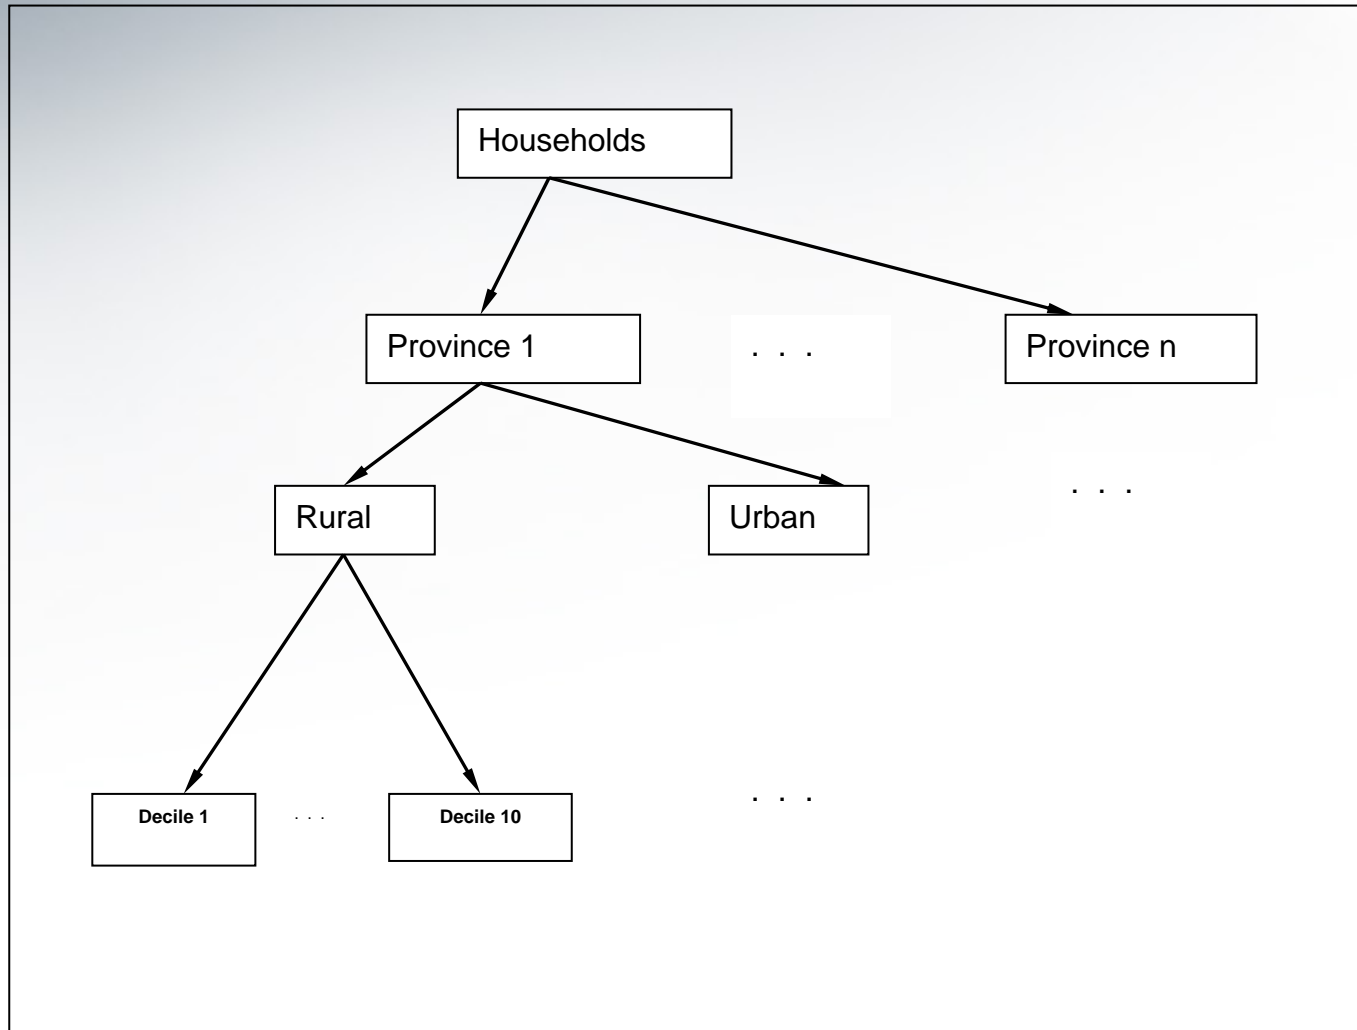 Households
Province 1
. . .
Province n
Rural
Urban
. . .
Decile 1
. . .
Decile 10
. . .